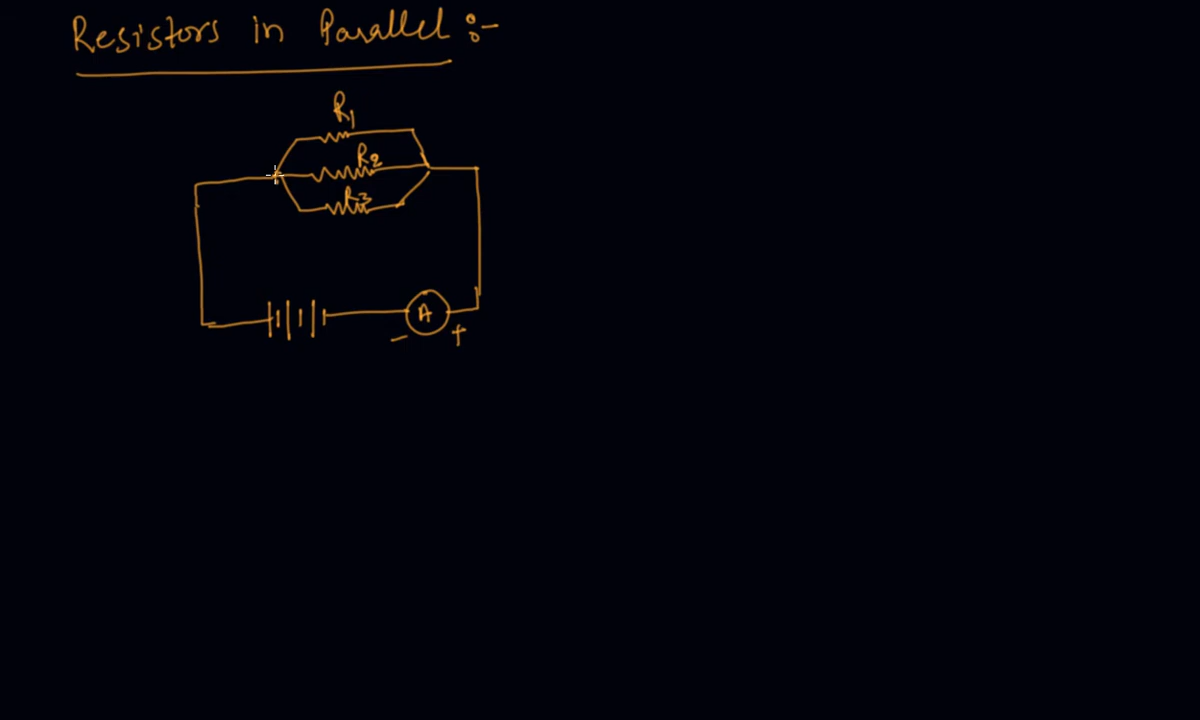 Resistors in Parallel :-
R1
R2
R3
A
- +